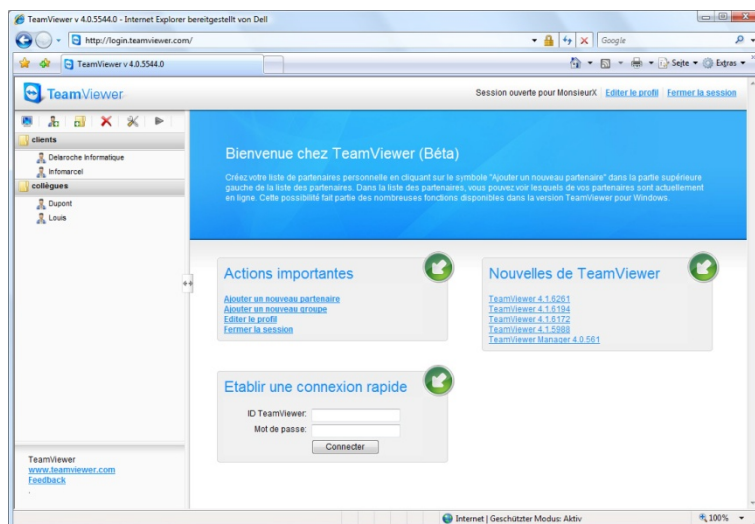 TeamViewer v 4.0.5544.0 - Internet Explorer bereitgestellt von Dell
http://login.teamviewer.com/
Google
TeamViewer v 4.0.5544.0
Seite
Extras
TeamViewer
Session ouverte pour MonsieurX
Editer le profil
Fermer la session
clients
Delaroche Informatique
Infomarcel
collègues
Dupont
Louis
Bienvenue chez TeamViewer (Béta)
Créez votre liste de partenaires personnelle en cliquant sur le symbole "Ajouter un nouveau partenaire" dans la partie supérieure
gauche de la liste des partenaires. Dans la liste des partenaires, vous pouvez voir lesquels de vos partenaires sont actuellement
en ligne. Cette possibilité fait partie des nombreuses fonctions disponibles dans la version TeamViewer pour Windows.
Actions importantes
Ajouter un nouveau partenaire
Ajouter un nouveau groupe
Editer le profil
Fermer la session
Nouvelles de TeamViewer
TeamViewer 4.1.6261
TeamViewer 4.1.6194
TeamViewer 4.1.6172
TeamViewer 4.1.5988
TeamViewer Manager 4.0.561
Etablir une connexion rapide
ID TeamViewer:
Mot de passe:
Connecter
TeamViewer
www.teamviewer.com
Feedback
Internet | Geschützter Modus: Aktiv
100%